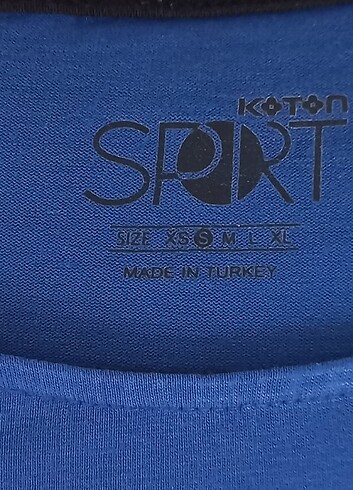 KOTON
SPORT
SIZE XS S M L XL
MADE IN TURKEY